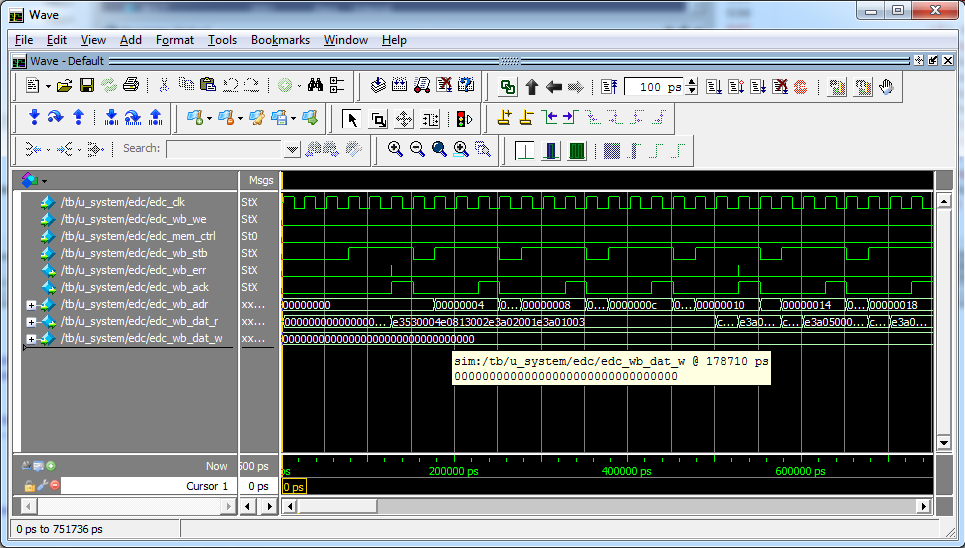 Wave
File Edit View Add Format Tools Bookmarks Window Help
Wave - Default
100 ps
Search:
Msgs
/tb/u_system/edc/edc_clk StX
/tb/u_system/edc/edc_wb_we StX
/tb/u_system/edc/edc_mem_ctrl St0
/tb/u_system/edc/edc_wb_stb StX
/tb/u_system/edc/edc_wb_err StX
/tb/u_system/edc/edc_wb_ack StX
/tb/u_system/edc/edc_wb_adr xx... 00000000 00000004 0... 00000008 0... 0000000c 0... 00000010 00000014 0... 00000018
/tb/u_system/edc/edc_wb_dat_r xx... e3530004e0813002e3a02001e3a01003 c... e3a0... c... e3a05000... c... e3a0...
/tb/u_system/edc/edc_wb_dat_w xx... 00000000000000000000000000000000
sim:/tb/u_system/edc/edc_wb_dat_w @ 178710 ps
00000000000000000000000000000000
Now 500 ps ps 200000 ps 400000 ps 600000 ps
Cursor 1 0 ps 0 ps
0 ps to 751736 ps